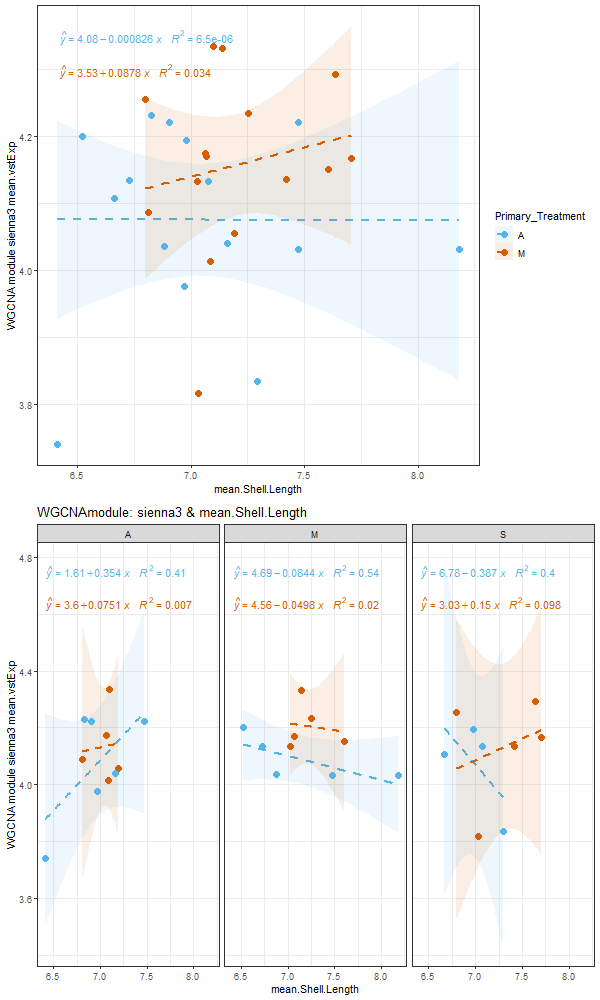 ŷ = 4.08 − 0.000826 x   R² = 6.5e-06
ŷ = 3.53 + 0.0878 x   R² = 0.034
WGCNA module sienna3 mean.vstExp
4.2
4.0
3.8
6.5 7.0 7.5 8.0
mean.Shell.Length
Primary_Treatment
A
M
WGCNAmodule: sienna3 & mean.Shell.Length
A M S
ŷ = 1.61 + 0.354 x   R² = 0.41
ŷ = 3.6 + 0.0751 x   R² = 0.007
ŷ = 4.69 − 0.0844 x   R² = 0.54
ŷ = 4.56 − 0.0498 x   R² = 0.02
ŷ = 6.78 − 0.387 x   R² = 0.4
ŷ = 3.03 + 0.15 x   R² = 0.098
WGCNA module sienna3 mean.vstExp
4.8
4.4
4.0
3.6
6.5 7.0 7.5 8.0 6.5 7.0 7.5 8.0 6.5 7.0 7.5 8.0
mean.Shell.Length